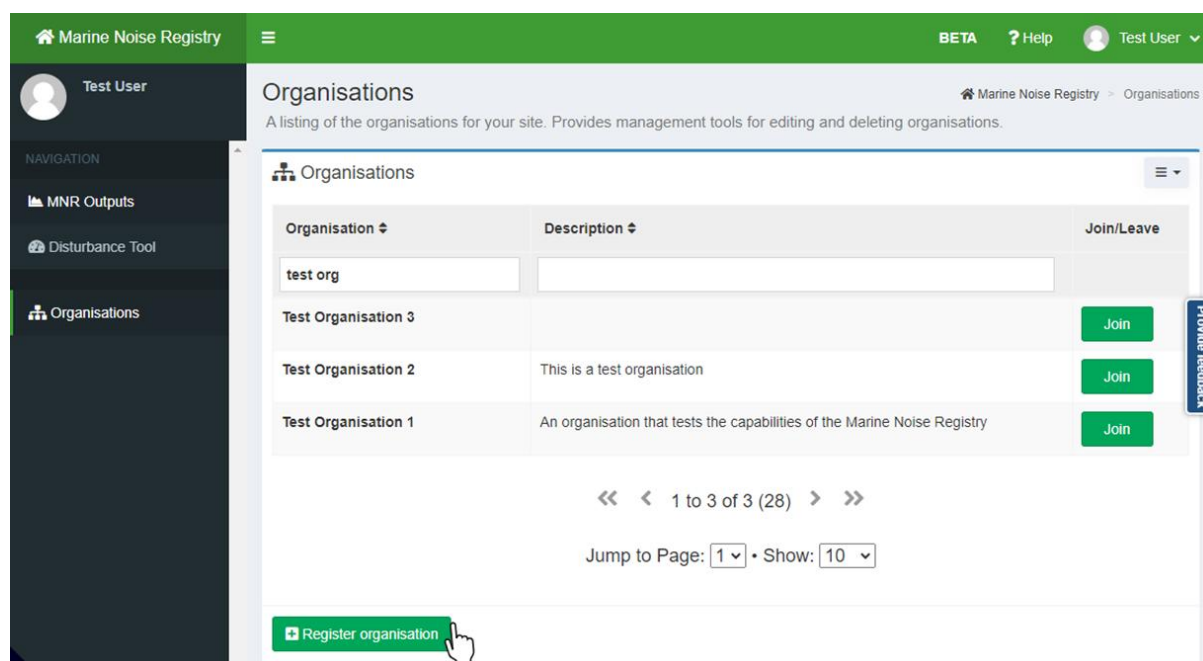 Marine Noise Registry
BETA ? Help Test User
Test User
Organisations
Marine Noise Registry > Organisations
A listing of the organisations for your site. Provides management tools for editing and deleting organisations.
NAVIGATION
MNR Outputs
Disturbance Tool
Organisations
Organisations
Organisation Description Join/Leave
test org
Test Organisation 3 Join
Test Organisation 2 This is a test organisation Join
Test Organisation 1 An organisation that tests the capabilities of the Marine Noise Registry Join
Provide feedback
1 to 3 of 3 (28)
Jump to Page: 1 • Show: 10
Register organisation